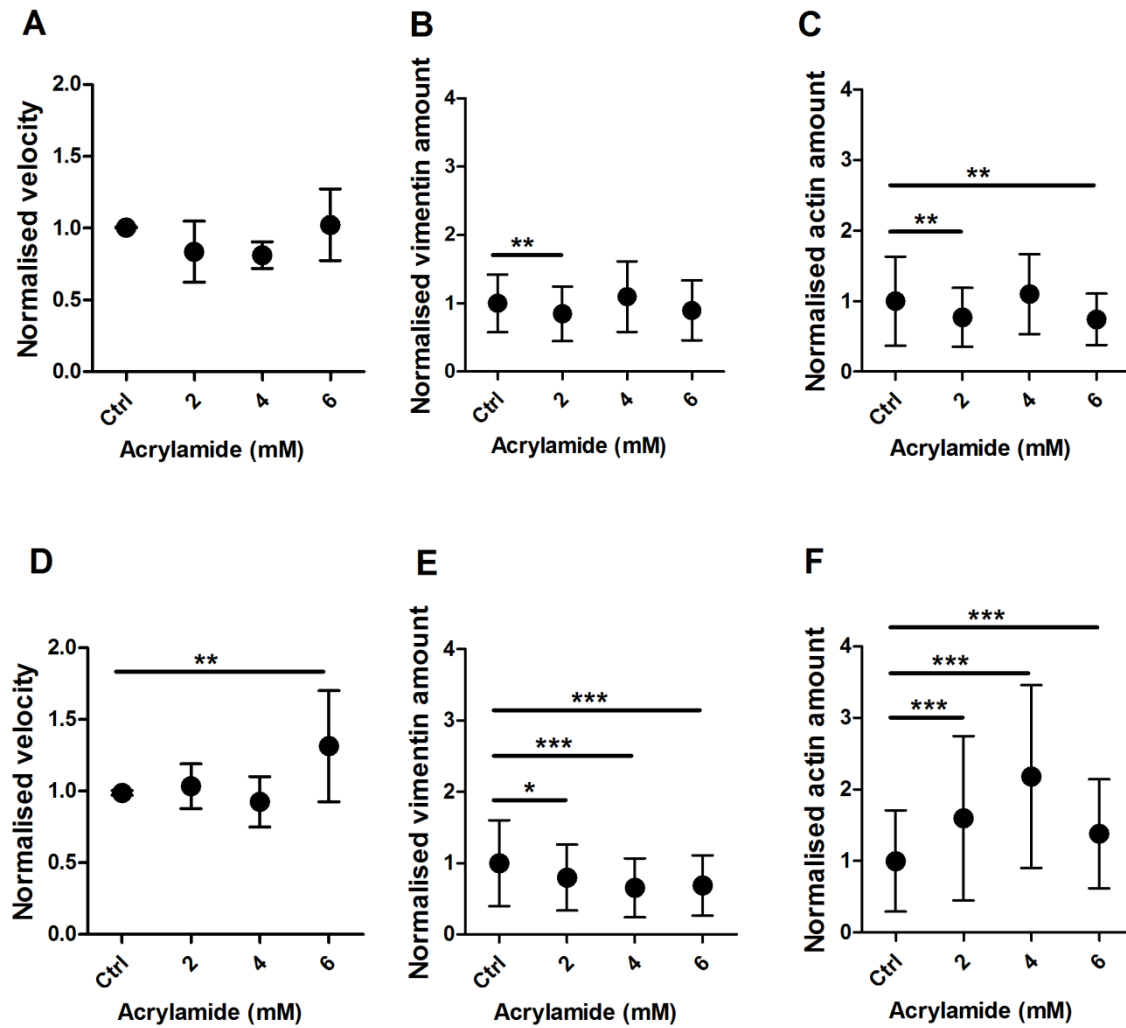 A
Normalised velocity
2.0
1.5
1.0
0.5
0.0
Ctrl
2
4
6
Acrylamide (mM)
B
Normalised vimentin amount
4
3
2
1
0
**
Ctrl
2
4
6
Acrylamide (mM)
C
Normalised actin amount
4
3
2
1
0
**
**
Ctrl
2
4
6
Acrylamide (mM)
D
Normalised velocity
2.0
1.5
1.0
0.5
0.0
**
Ctrl
2
4
6
Acrylamide (mM)
E
Normalised vimentin amount
4
3
2
1
0
***
***
*
Ctrl
2
4
6
Acrylamide (mM)
F
Normalised actin amount
4
3
2
1
0
***
***
***
Ctrl
2
4
6
Acrylamide (mM)